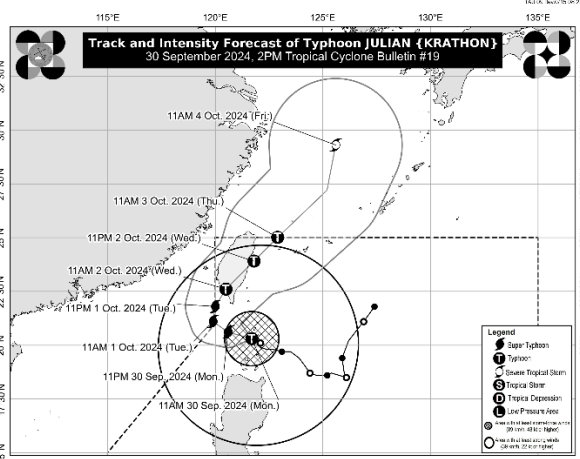 Track and Intensity Forecast of Typhoon JULIAN {KRATHON}
30 September 2024, 2PM Tropical Cyclone Bulletin #19
115°E 120°E 125°E 130°E 135°E
11AM 4 Oct. 2024 (Fri.)
11AM 3 Oct. 2024 (Thu.)
11PM 2 Oct. 2024 (Wed.)
11AM 2 Oct. 2024 (Wed.)
11PM 1 Oct. 2024 (Tue.)
11AM 1 Oct. 2024 (Tue.)
11PM 30 Sep. 2024 (Mon.)
11AM 30 Sep. 2024 (Mon.)
T
T
T
T
Legend
Super Typhoon
T Typhoon
Severe Tropical Storm
S Tropical Storm
D Tropical Depression
L Low Pressure Area